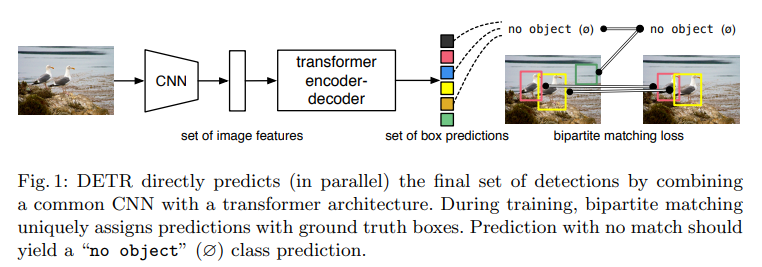 no object (ø) no object (ø)
CNN
transformer
encoder-
decoder
set of image features set of box predictions bipartite matching loss
Fig. 1: DETR directly predicts (in parallel) the final set of detections by combining
a common CNN with a transformer architecture. During training, bipartite matching
uniquely assigns predictions with ground truth boxes. Prediction with no match should
yield a “no object” (∅) class prediction.